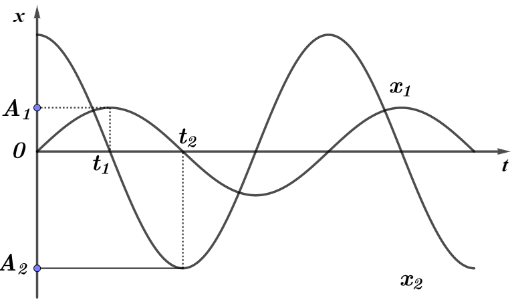 x
x₁
A₁
t₂
0
t₁
t
A₂
x₂